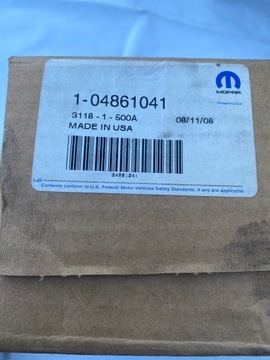 MOPAR
1-04861041
3118 - 1 - 500A
08/11/08
MADE IN USA
Contents conform to U.S. Federal Motor Vehicles Safety Standards, if any are applicable.